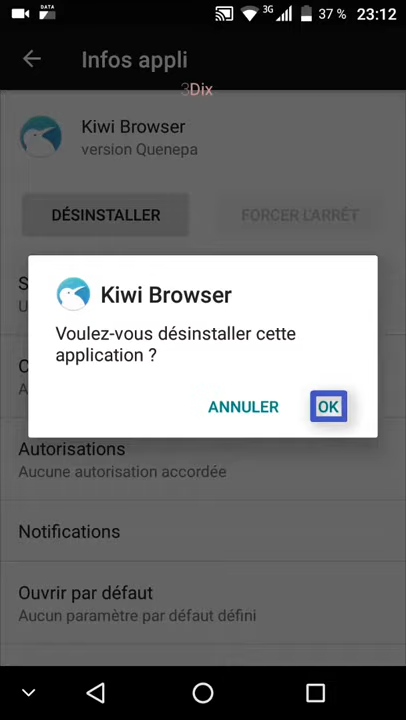 DATA
3G
37 %
23:12
Infos appli
3Dix
Kiwi Browser
version Quenepa
DÉSINSTALLER
FORCER L'ARRÊT
S
U
Kiwi Browser
Voulez-vous désinstaller cette
application ?
ANNULER
OK
C
A
Autorisations
Aucune autorisation accordée
Notifications
Ouvrir par défaut
Aucun paramètre par défaut défini